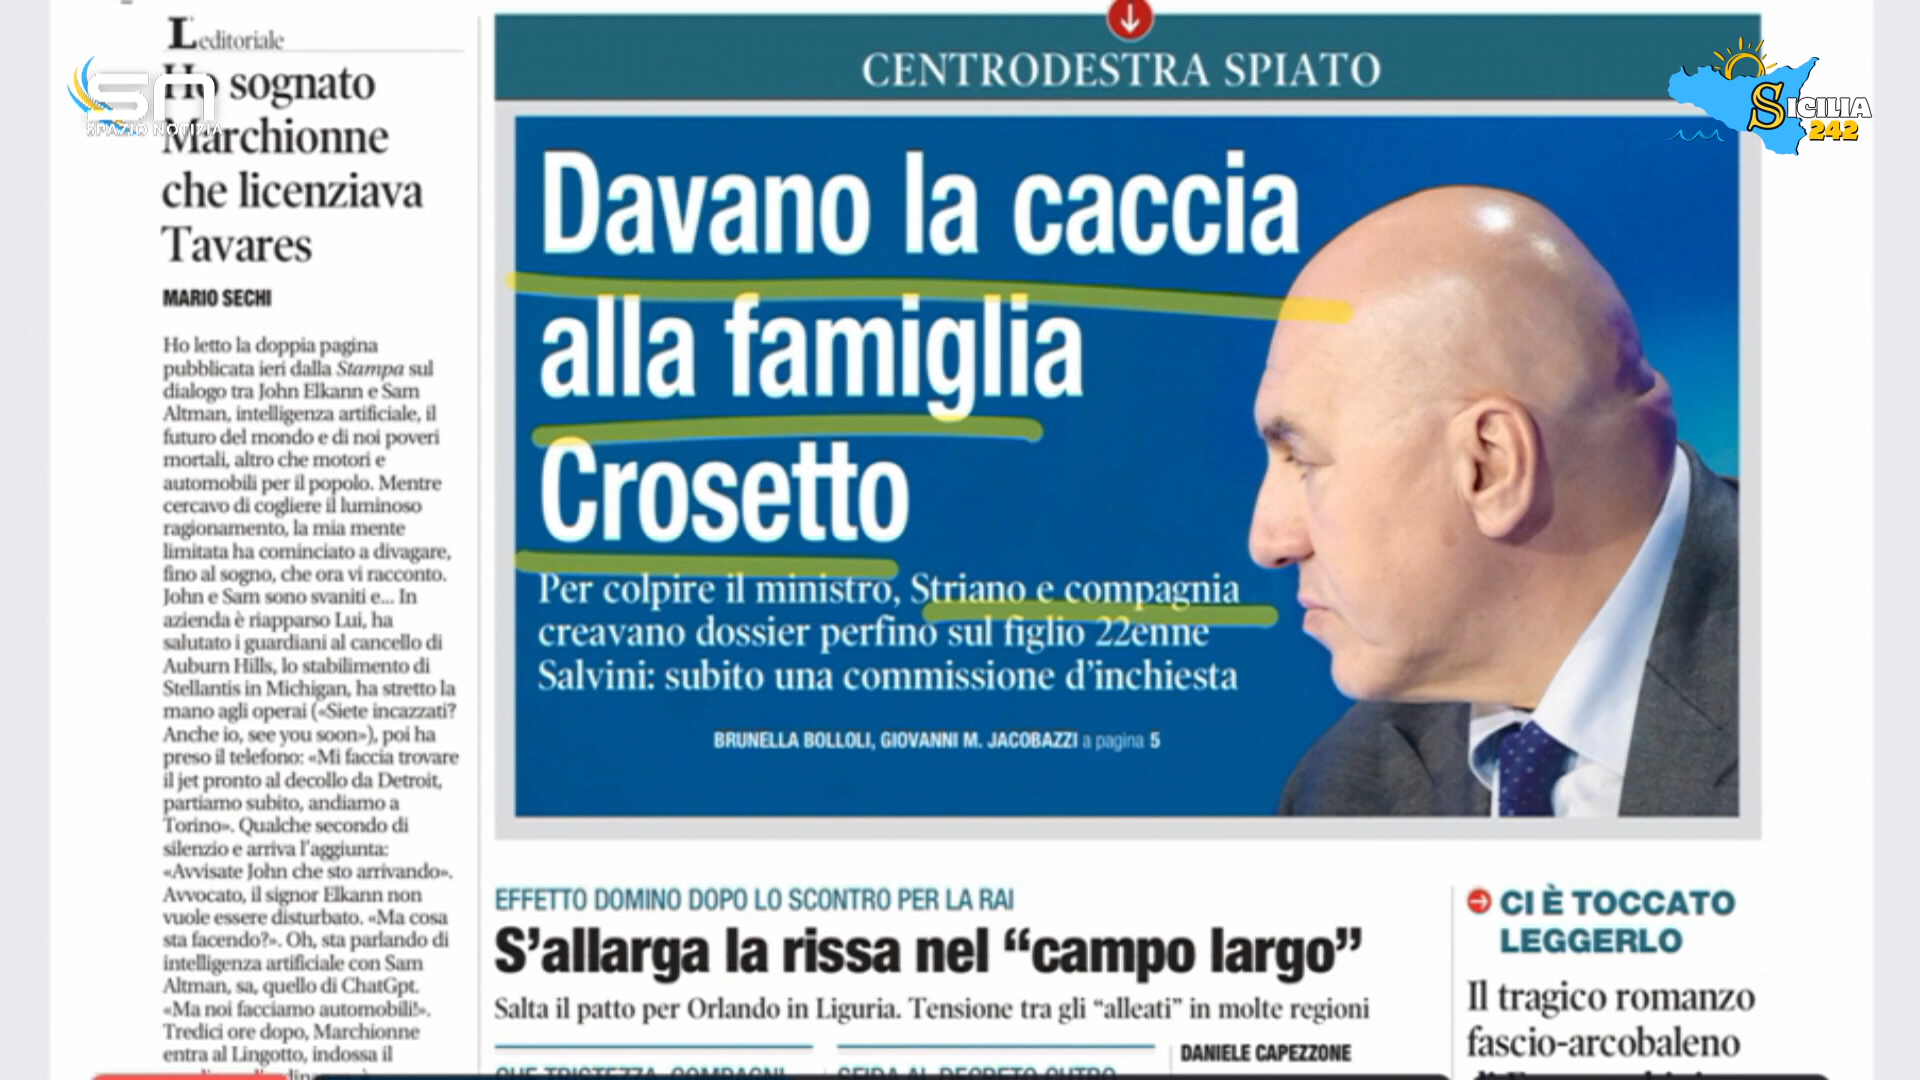 L'editoriale
Ho sognato
Marchionne
che licenziava
Tavares
MARIO SECHI
Ho letto la doppia pagina
pubblicata ieri dalla Stampa sul
dialogo tra John Elkann e Sam
Altman, intelligenza artificiale, il
futuro del mondo e di noi poveri
mortali, altro che motori e
automobili per il popolo. Mentre
cercavo di cogliere il luminoso
ragionamento, la mia mente
limitata ha cominciato a divagare,
fino al sogno, che ora vi racconto.
John e Sam sono svaniti e... In
azienda è riapparso Lui, ha
salutato i guardiani al cancello di
Auburn Hills, lo stabilimento di
Stellantis in Michigan, ha stretto la
mano agli operai («Siete incazzati?
Anche io, see you soon»), poi ha
preso il telefono: «Mi faccia trovare
il jet pronto al decollo da Detroit,
partiamo subito, andiamo a
Torino». Qualche secondo di
silenzio e arriva l'aggiunta:
«Avvisate John che sto arrivando».
Avvocato, il signor Elkann non
vuole essere disturbato. «Ma cosa
sta facendo?». Oh, sta parlando di
intelligenza artificiale con Sam
Altman, sa, quello di ChatGpt.
«Ma noi facciamo automobili!».
Tredici ore dopo, Marchionne
entra al Lingotto, indossa il
SN
SPAZIO NOTIZIA
CENTRODESTRA SPIATO
SICILIA
242
Davano la caccia
alla famiglia
Crosetto
Per colpire il ministro, Striano e compagnia
creavano dossier perfino sul figlio 22enne
Salvini: subito una commissione d'inchiesta
BRUNELLA BOLLOLI, GIOVANNI M. JACOBAZZI a pagina 5
EFFETTO DOMINO DOPO LO SCONTRO PER LA RAI
S'allarga la rissa nel “campo largo”
Salta il patto per Orlando in Liguria. Tensione tra gli “alleati” in molte regioni
CHE TRISTEZZA, COMPAGNI
SFIDA AL DECRETO CUTRO
DANIELE CAPEZZONE
CI È TOCCATO
LEGGERLO
Il tragico romanzo
fascio-arcobaleno